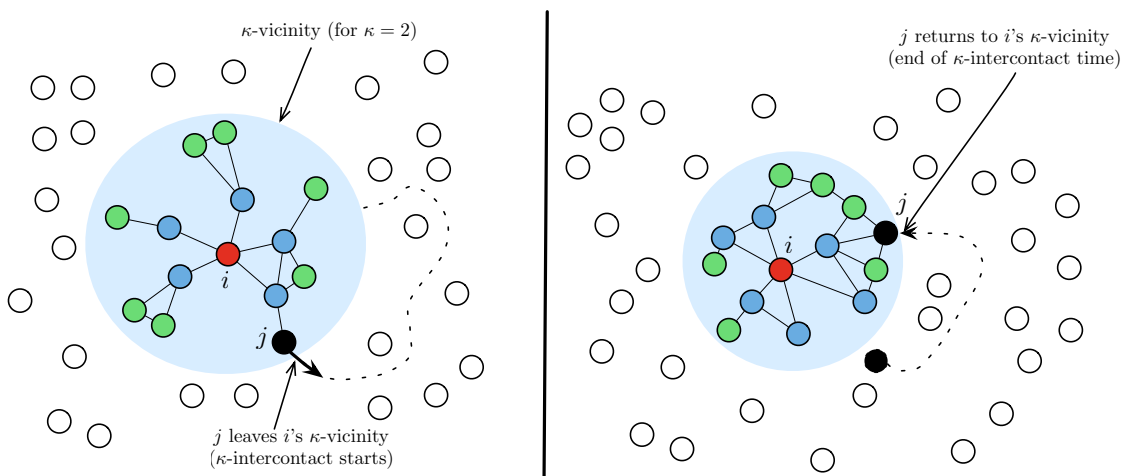 κ-vicinity (for κ = 2)
i
j
j leaves i's κ-vicinity
(κ-intercontact starts)
j returns to i's κ-vicinity
(end of κ-intercontact time)
j
i